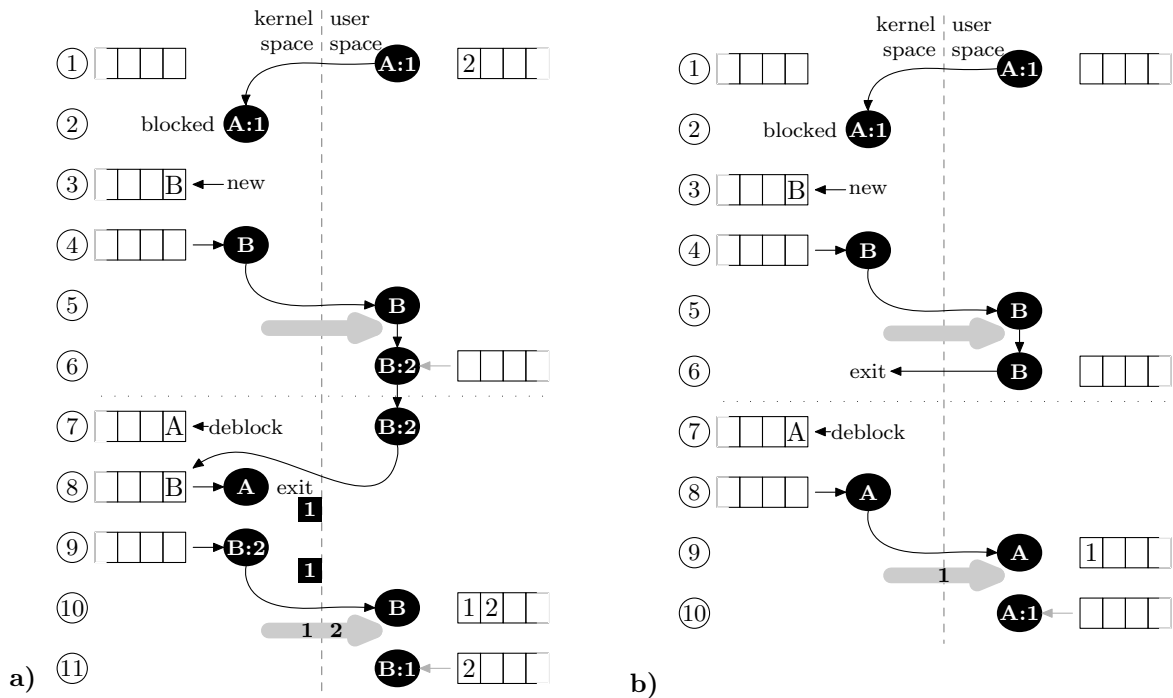 kernel user
space space
① A:1 2
② blocked A:1
③ B new
④ B
⑤ B
⑥ B:2
⑦ A deblock B:2
⑧ B A exit
1
⑨ B:2
1
⑩ B 1 2
1 2
⑪ B:1 2
a)
kernel user
space space
① A:1
② blocked A:1
③ B new
④ B
⑤ B
⑥ exit B
⑦ A deblock
⑧ A
⑨ A 1
1
⑩ A:1
b)